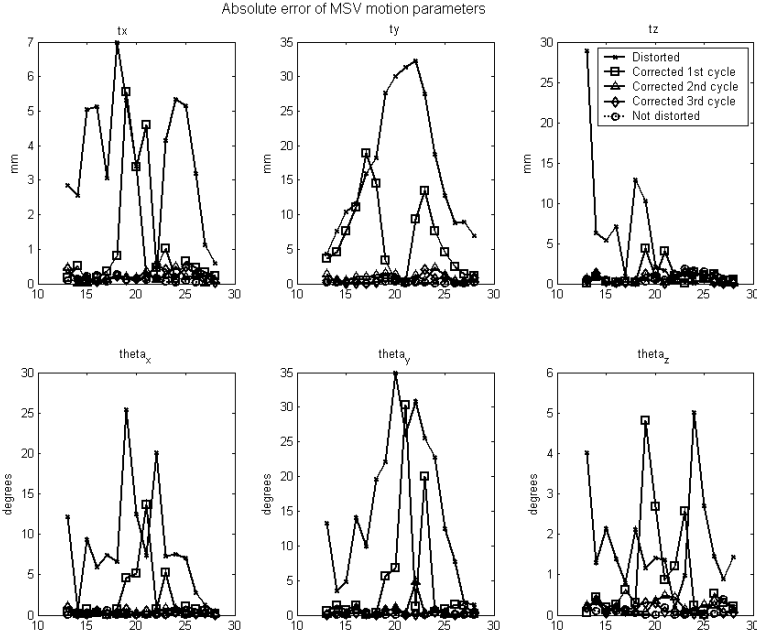 Absolute error of MSV motion parameters
tx
ty
tz
7
6
5
4
3
2
1
0
mm
10 15 20 25 30
35
30
25
20
15
10
5
0
mm
10 15 20 25 30
30
25
20
15
10
5
0
mm
10 15 20 25 30
Distorted
Corrected 1st cycle
Corrected 2nd cycle
Corrected 3rd cycle
Not distorted
theta_x
theta_y
theta_z
30
25
20
15
10
5
0
degrees
10 15 20 25 30
35
30
25
20
15
10
5
0
degrees
10 15 20 25 30
6
5
4
3
2
1
0
degrees
10 15 20 25 30